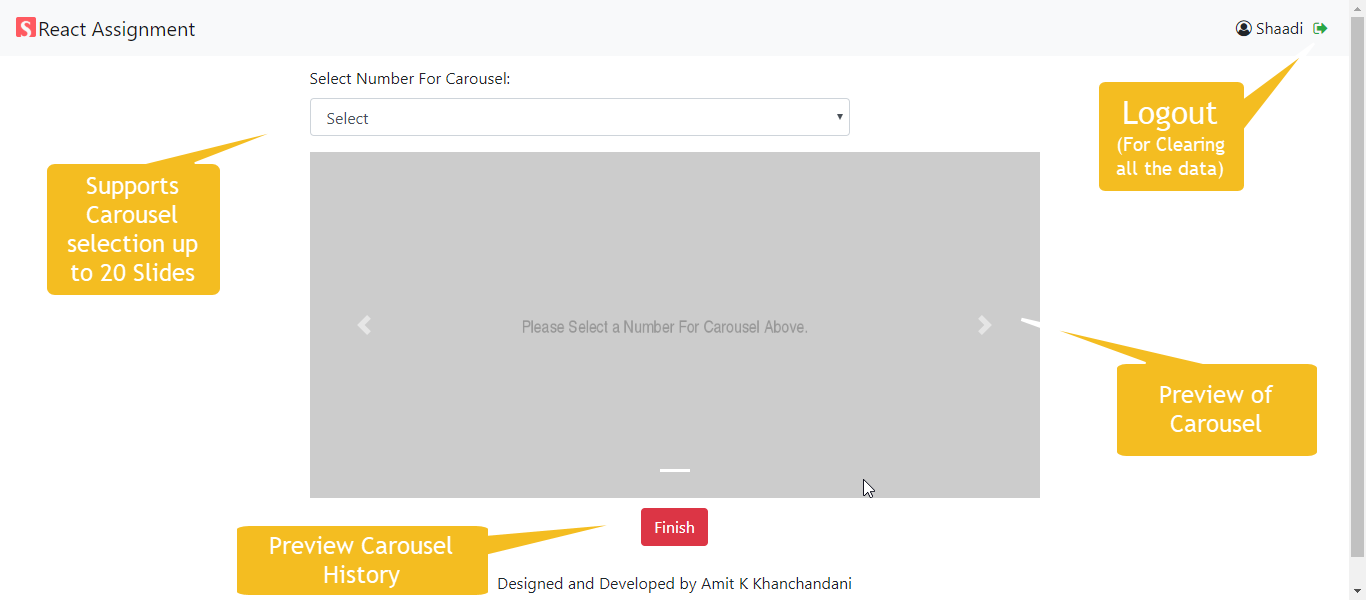 React Assignment
Shaadi
Select Number For Carousel:
Select
Logout
(For Clearing
all the data)
Supports
Carousel
selection up
to 20 Slides
Please Select a Number For Carousel Above.
Preview of
Carousel
Finish
Preview Carousel
History
Designed and Developed by Amit K Khanchandani